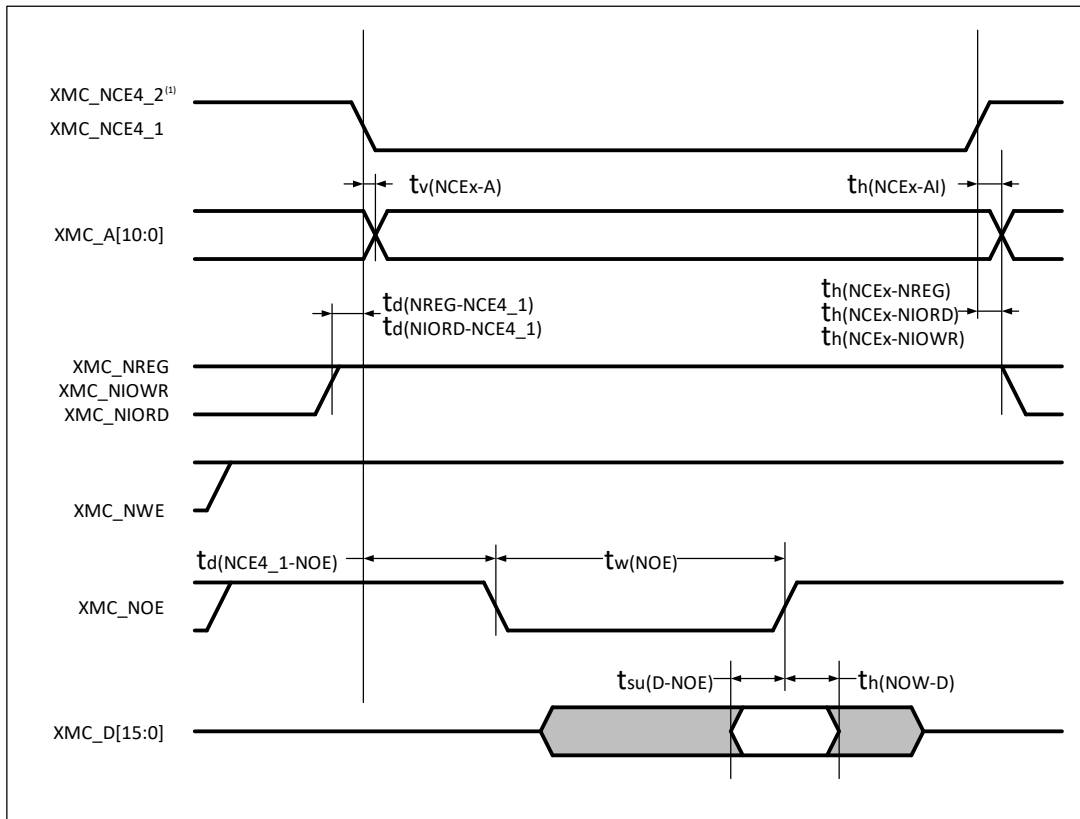 XMC_NCE4_2(1)
XMC_NCE4_1
tv(NCEx-A)
th(NCEx-AI)
XMC_A[10:0]
td(NREG-NCE4_1)
td(NIORD-NCE4_1)
th(NCEx-NREG)
th(NCEx-NIORD)
th(NCEx-NIOWR)
XMC_NREG
XMC_NIOWR
XMC_NIORD
XMC_NWE
td(NCE4_1-NOE)
tw(NOE)
XMC_NOE
tsu(D-NOE)
th(NOW-D)
XMC_D[15:0]